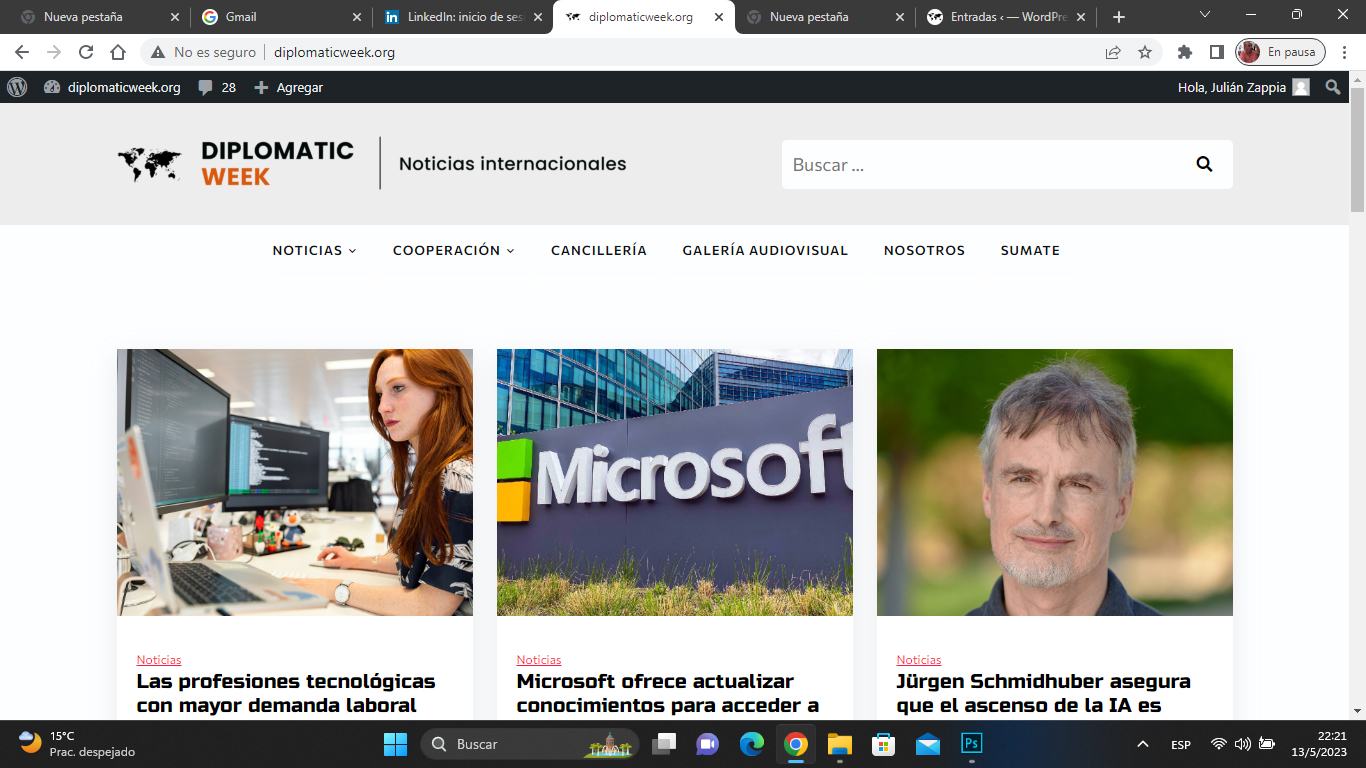 Nueva pestaña
Gmail
LinkedIn: inicio de ses
diplomaticweek.org
Nueva pestaña
Entradas ‹ — WordPre
No es seguro
diplomaticweek.org
En pausa
diplomaticweek.org
28
Agregar
Hola, Julián Zappia
DIPLOMATIC
WEEK
Noticias internacionales
Buscar ...
NOTICIAS
COOPERACIÓN
CANCILLERÍA
GALERÍA AUDIOVISUAL
NOSOTROS
SUMATE
Microsoft
Noticias
Las profesiones tecnológicas
con mayor demanda laboral
Noticias
Microsoft ofrece actualizar
conocimientos para acceder a
Noticias
Jürgen Schmidhuber asegura
que el ascenso de la IA es
15°C
Prac. despejado
Buscar
Ps
ESP
22:21
13/5/2023